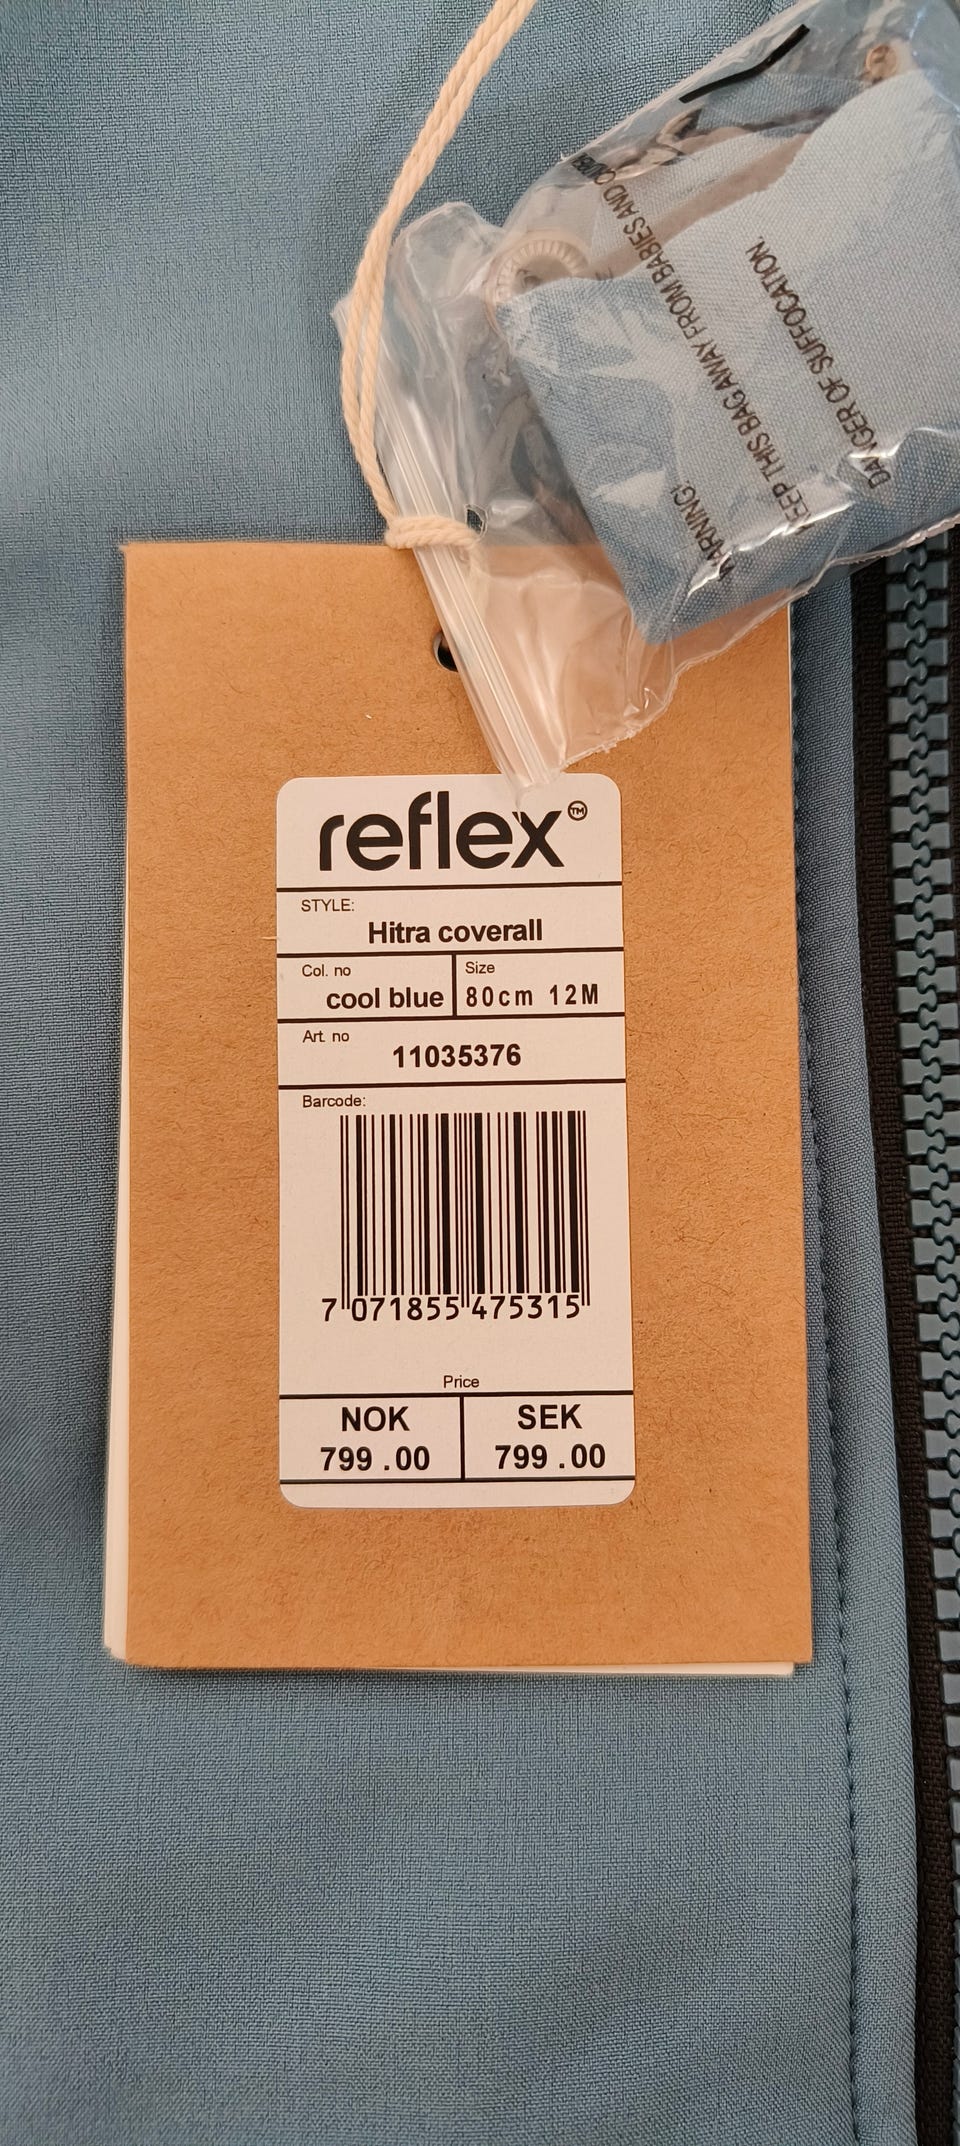 WARNING!
KEEP THIS BAG AWAY FROM BABIES AND
DANGER OF SUFFOCATION.
reflex™
STYLE:
Hitra coverall
Col. no
cool blue
Size
80cm 12M
Art. no
11035376
Barcode:
7 071855 475315
Price
NOK
799 .00
SEK
799 .00